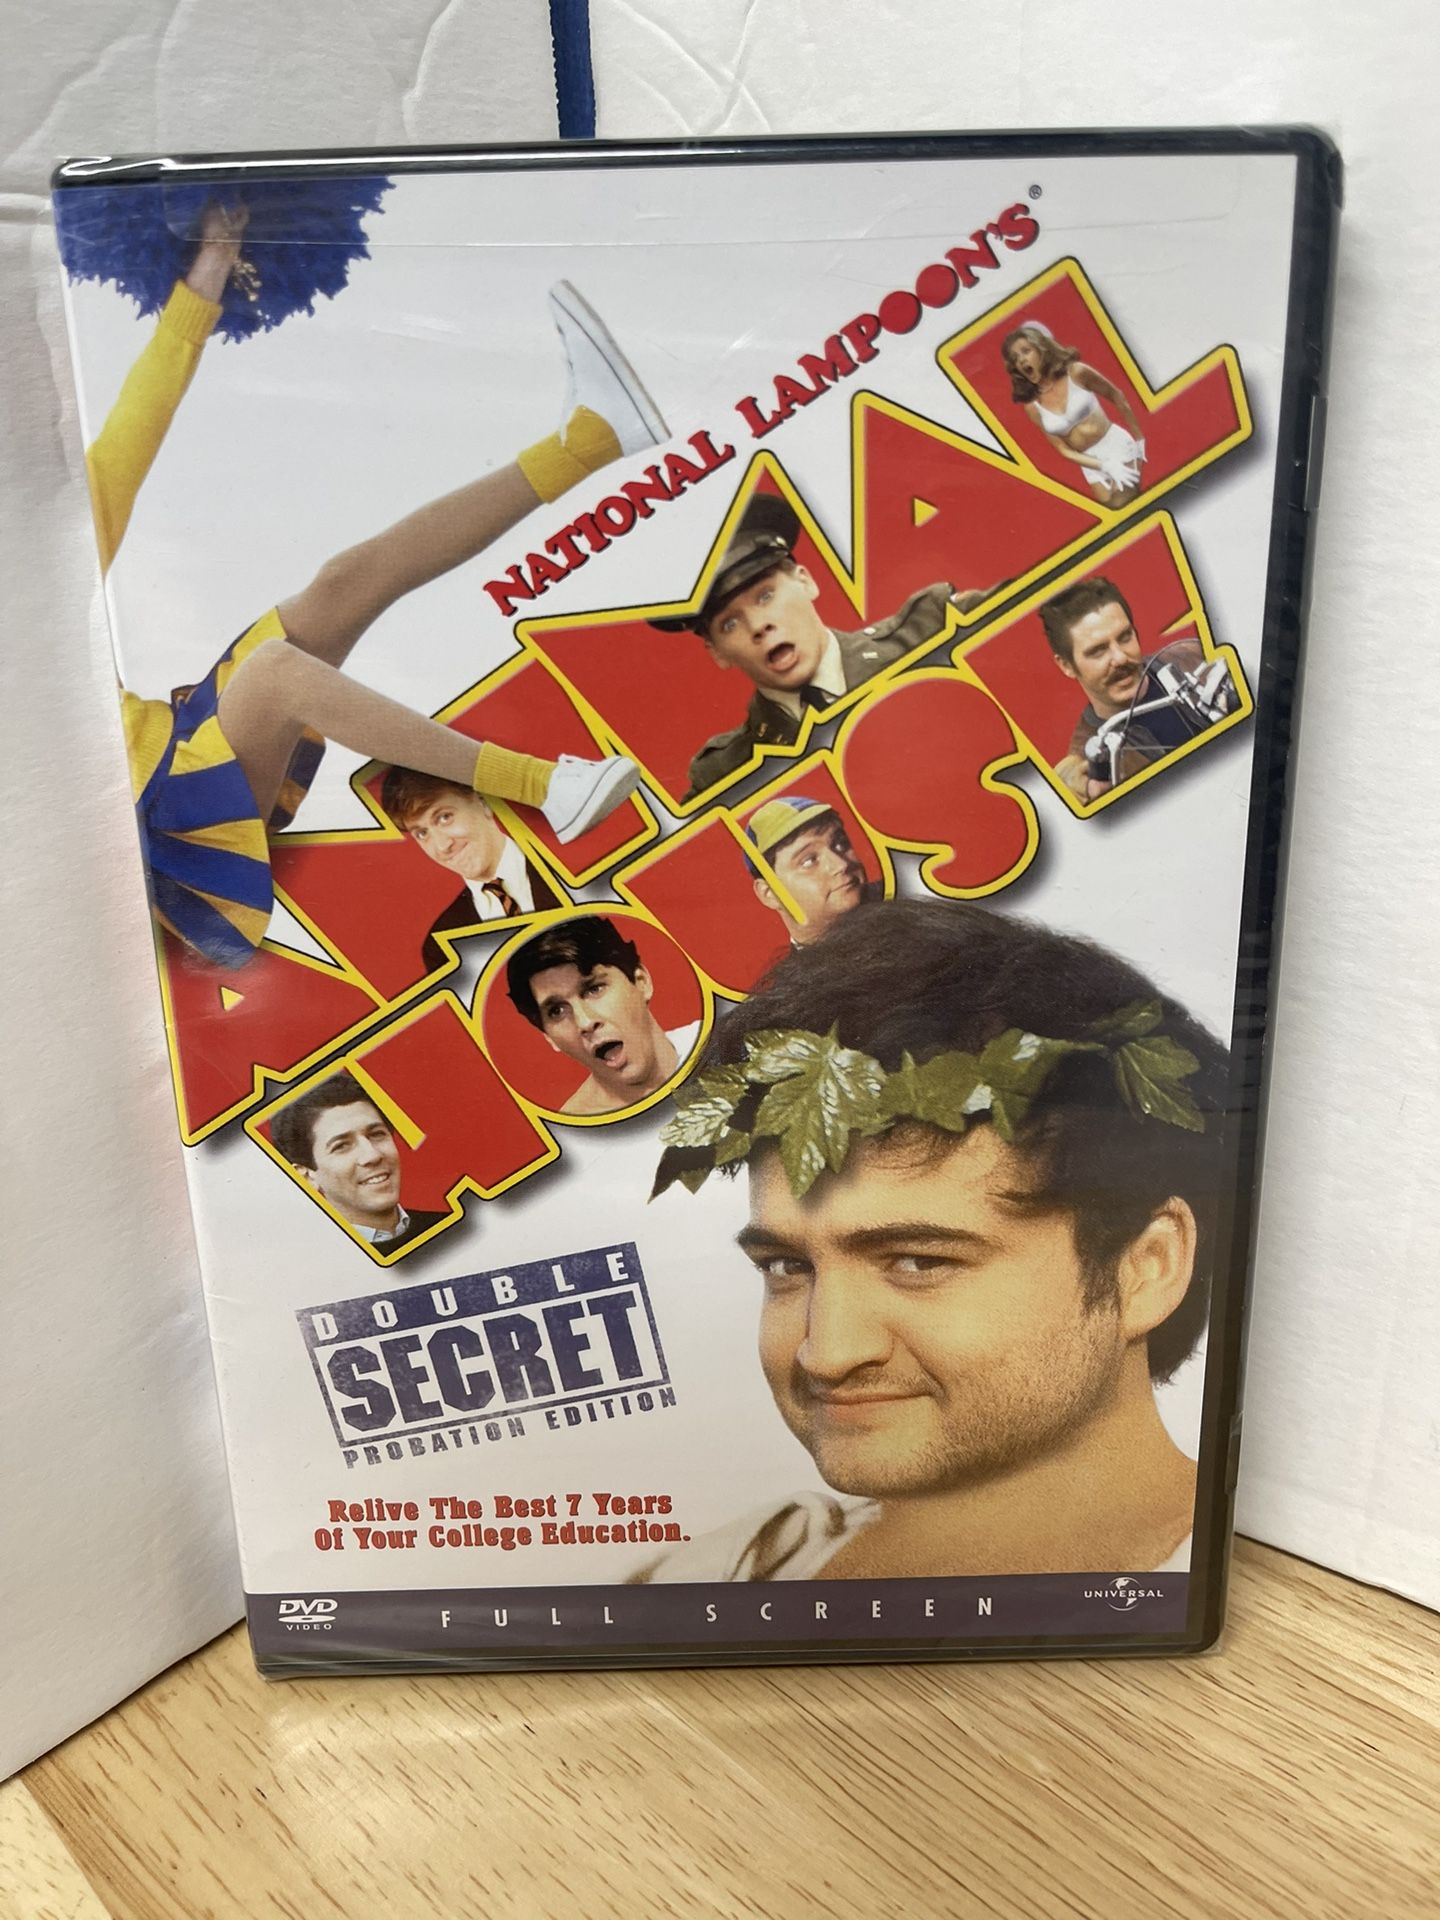 NATIONAL LAMPOON'S®
ANIMAL
HOUSE
DOUBLE
SECRET
PROBATION EDITION
Relive The Best 7 Years
Of Your College Education.
DVD
VIDEO
FULL SCREEN
UNIVERSAL